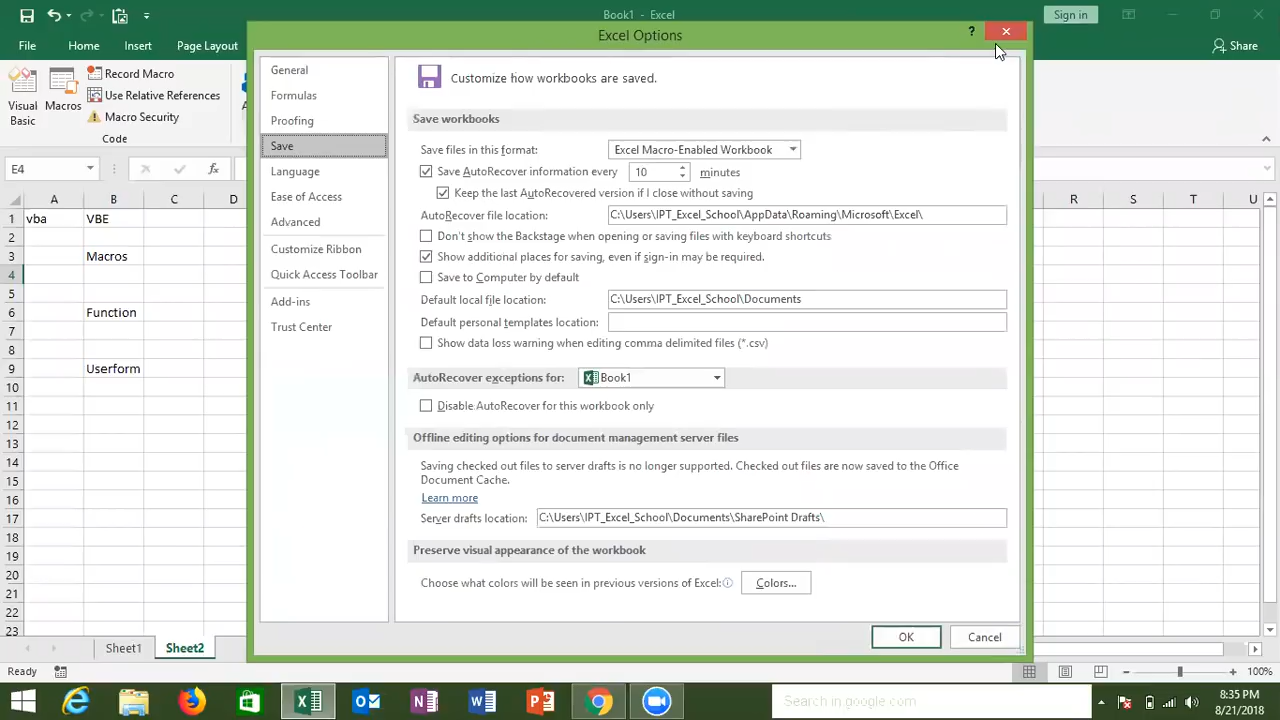 Book1 - Excel
Sign in
File Home Insert Page Layout
Share
Visual Basic
Macros
Record Macro
Use Relative References
Macro Security
Code
E4
fx
A B C D R S T U
1 vba VBE
2
3 Macros
4
5
6 Function
7
8
9 Userform
10
11
12
13
14
15
16
17
18
19
20
21
22
23
Excel Options
?
General
Formulas
Proofing
Save
Language
Ease of Access
Advanced
Customize Ribbon
Quick Access Toolbar
Add-ins
Trust Center
Customize how workbooks are saved.
Save workbooks
Save files in this format: Excel Macro-Enabled Workbook
Save AutoRecover information every 10 minutes
Keep the last AutoRecovered version if I close without saving
AutoRecover file location: C:\Users\IPT_Excel_School\AppData\Roaming\Microsoft\Excel\
Don't show the Backstage when opening or saving files with keyboard shortcuts
Show additional places for saving, even if sign-in may be required.
Save to Computer by default
Default local file location: C:\Users\IPT_Excel_School\Documents
Default personal templates location:
Show data loss warning when editing comma delimited files (*.csv)
AutoRecover exceptions for: Book1
Disable AutoRecover for this workbook only
Offline editing options for document management server files
Saving checked out files to server drafts is no longer supported. Checked out files are now saved to the Office
Document Cache.
Learn more
Server drafts location: C:\Users\IPT_Excel_School\Documents\SharePoint Drafts\
Preserve visual appearance of the workbook
Choose what colors will be seen in previous versions of Excel: Colors...
OK Cancel
Sheet1 Sheet2
Ready
100%
Search in google.com
8:35 PM
8/21/2018